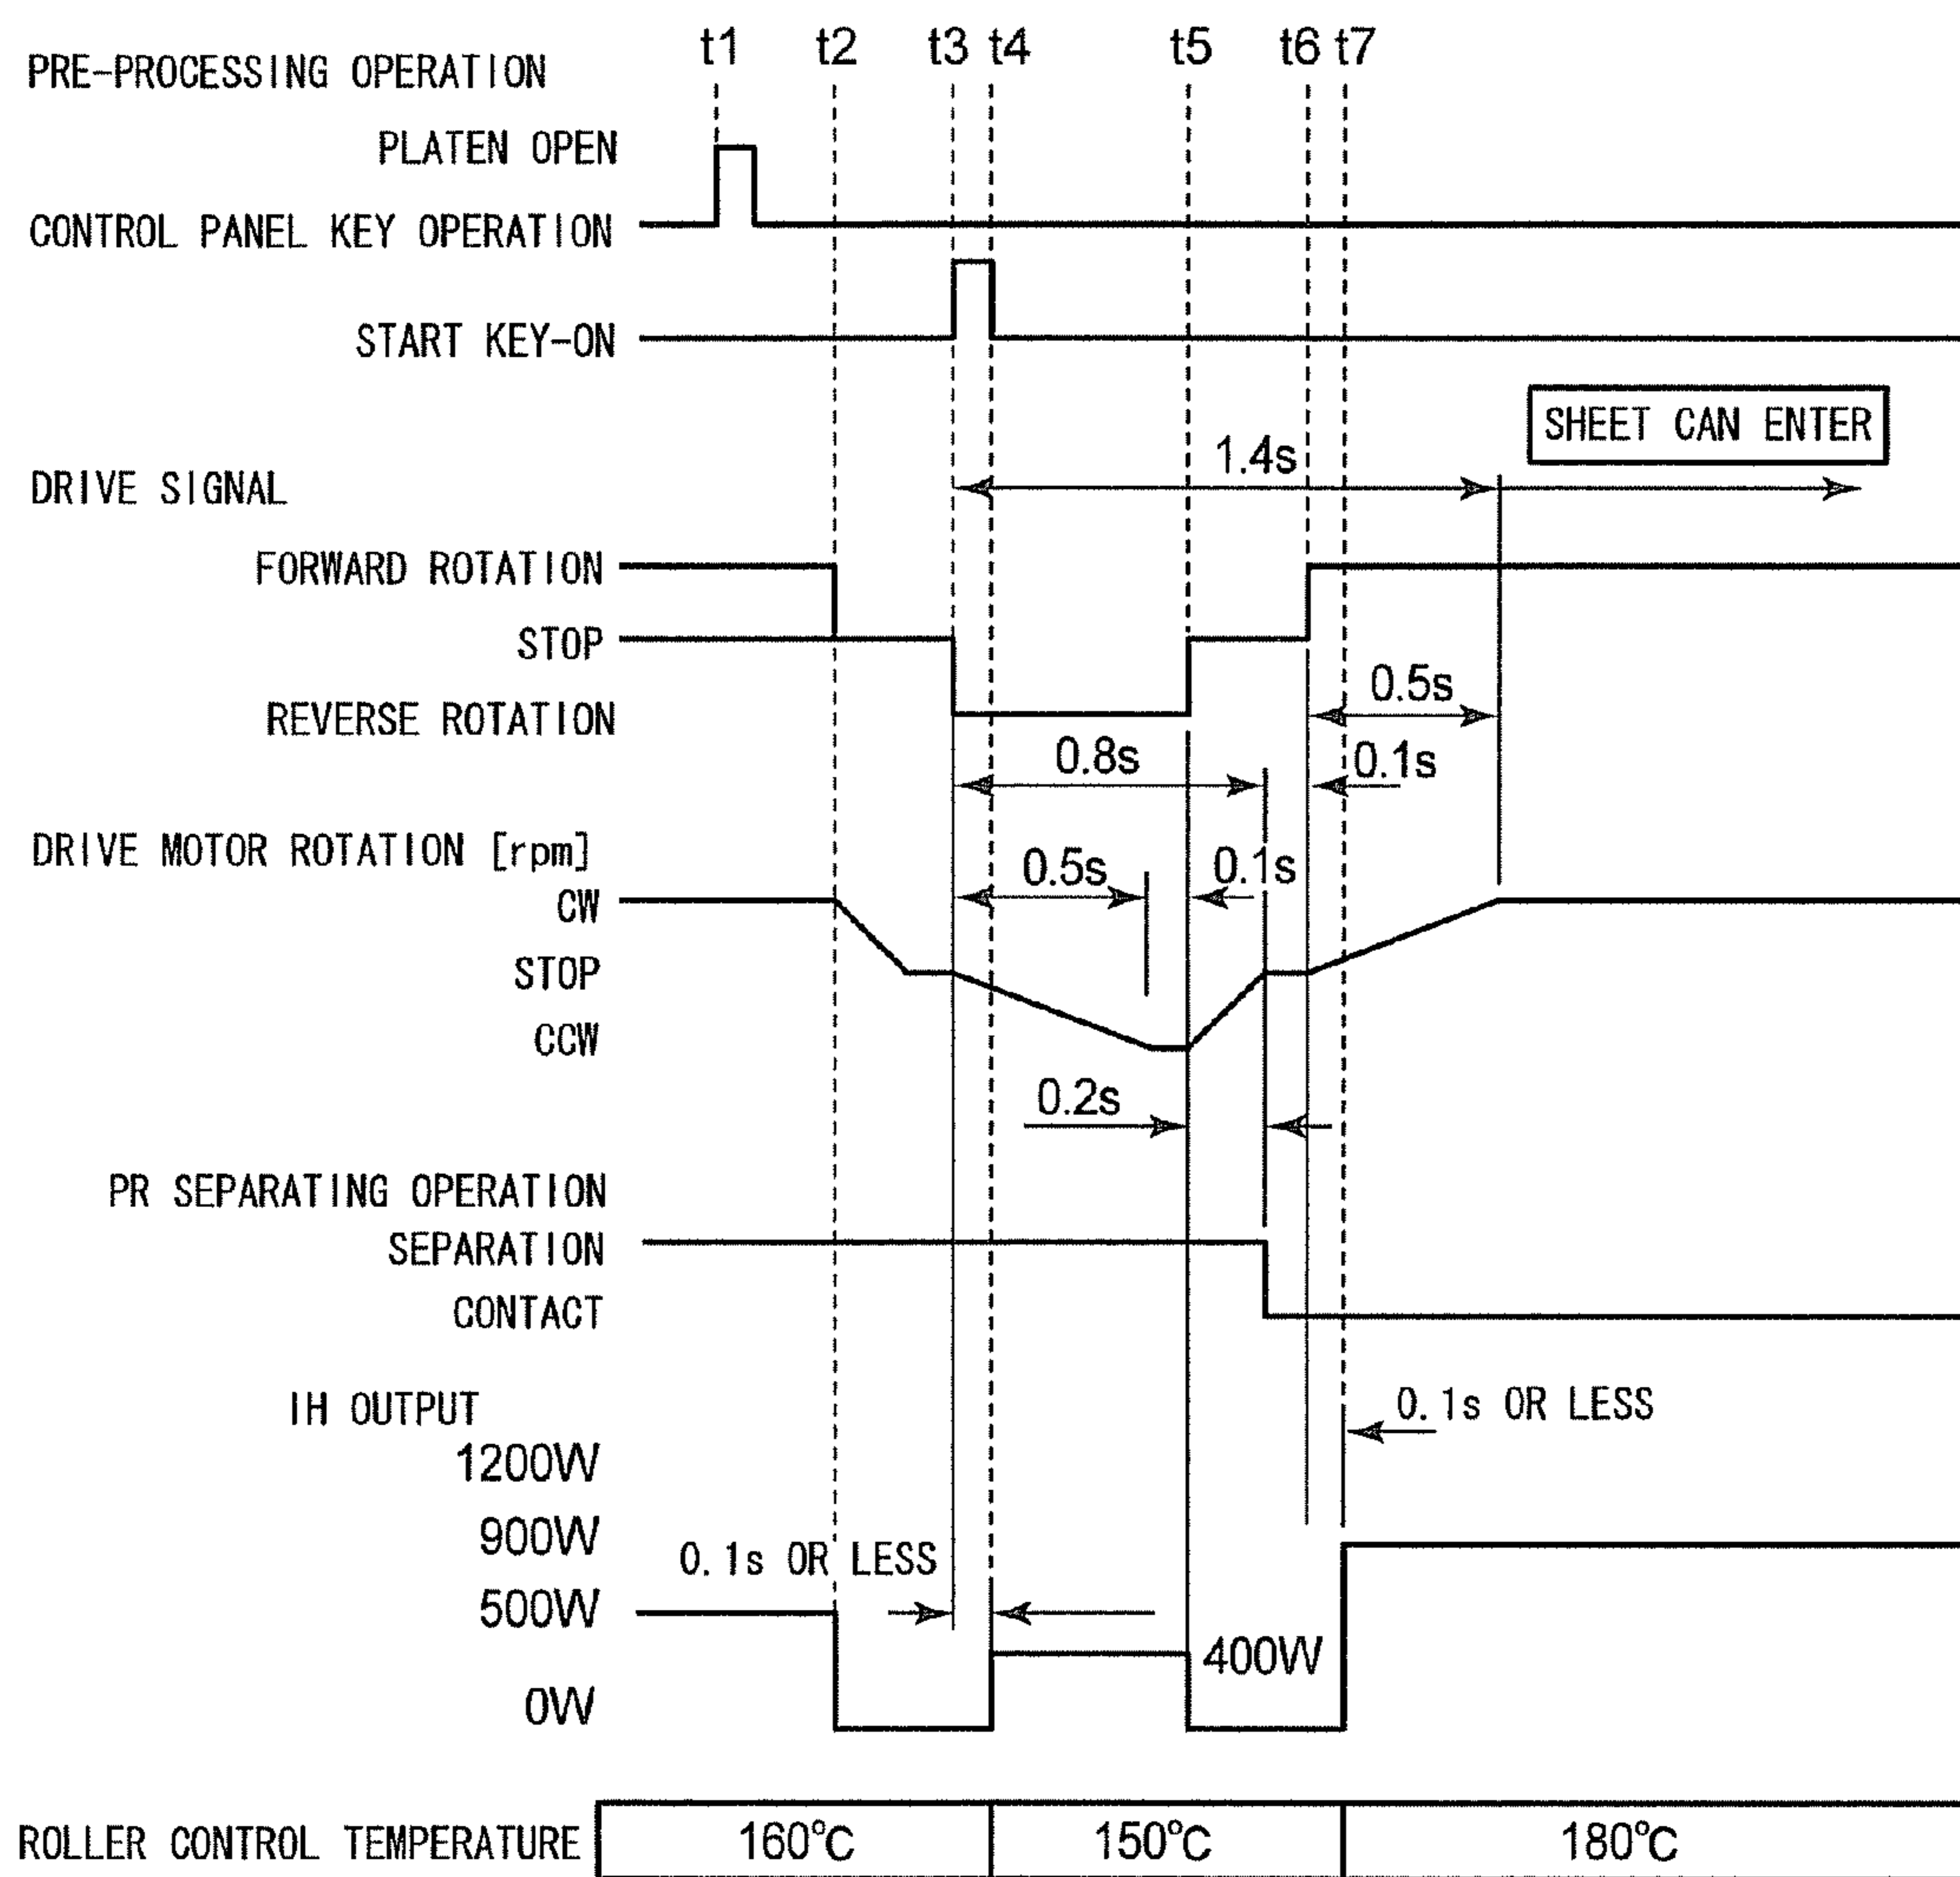 t1 t2 t3 t4 t5 t6 t7
PRE-PROCESSING OPERATION
PLATEN OPEN
CONTROL PANEL KEY OPERATION
START KEY-ON
SHEET CAN ENTER
1.4s
DRIVE SIGNAL
FORWARD ROTATION
STOP
0.5s
REVERSE ROTATION
0.8s
0.1s
DRIVE MOTOR ROTATION [rpm]
0.5s
0.1s
CW
STOP
CCW
0.2s
PR SEPARATING OPERATION
SEPARATION
CONTACT
IH OUTPUT
0.1s OR LESS
1200W
900W
0.1s OR LESS
500W
400W
0W
ROLLER CONTROL TEMPERATURE 160°C 150°C 180°C